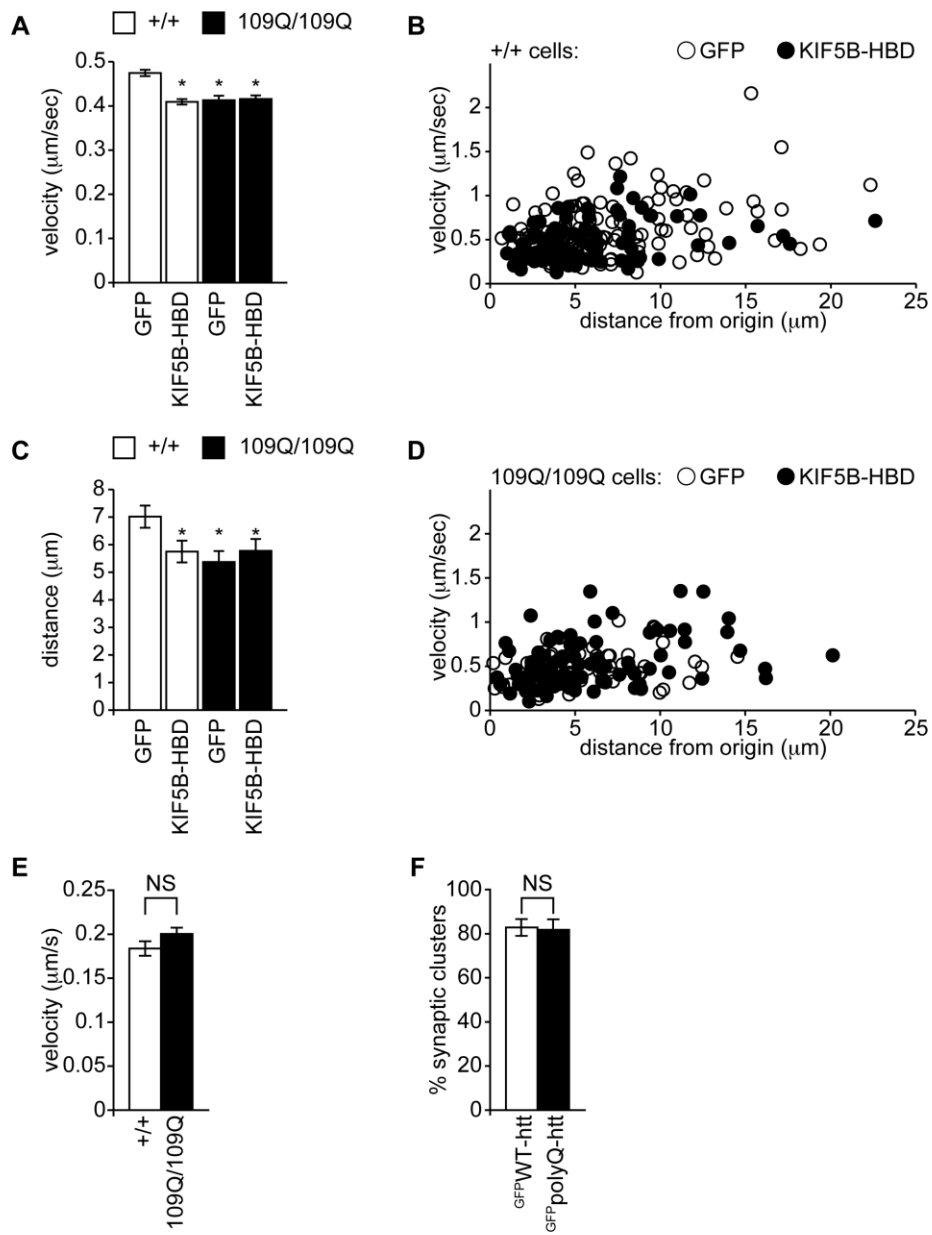 A
+/+ 109Q/109Q
velocity (μm/sec)
0.5
0.4
0.3
0.2
0.1
0
* * *
GFP
KIF5B-HBD
GFP
KIF5B-HBD
B
+/+ cells: GFP KIF5B-HBD
velocity (μm/sec)
2
1.5
1
0.5
0
0 5 10 15 20 25
distance from origin (μm)
C
+/+ 109Q/109Q
distance (μm)
8
7
6
5
4
3
2
1
0
* * *
GFP
KIF5B-HBD
GFP
KIF5B-HBD
D
109Q/109Q cells: GFP KIF5B-HBD
velocity (μm/sec)
2
1.5
1
0.5
0
0 5 10 15 20 25
distance from origin (μm)
E
NS
velocity (μm/s)
0.25
0.2
0.15
0.1
0.05
0
+/+
109Q/109Q
F
NS
% synaptic clusters
100
80
60
40
20
0
GFPWT-htt
GFPpolyQ-htt